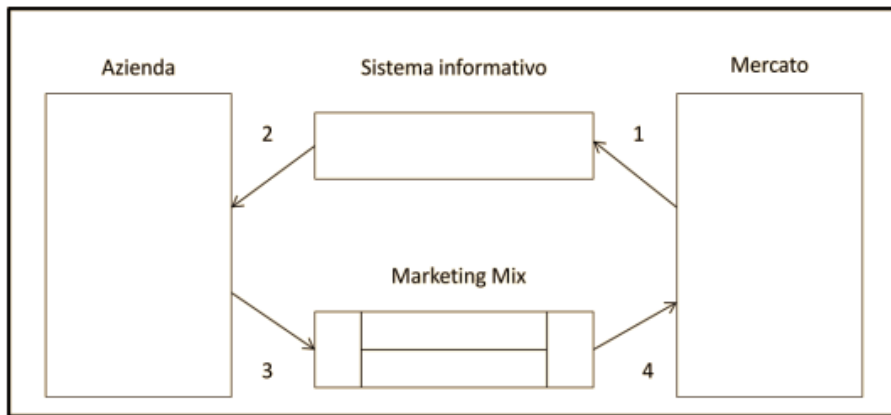 Azienda
Sistema informativo
Mercato
2
1
Marketing Mix
3
4